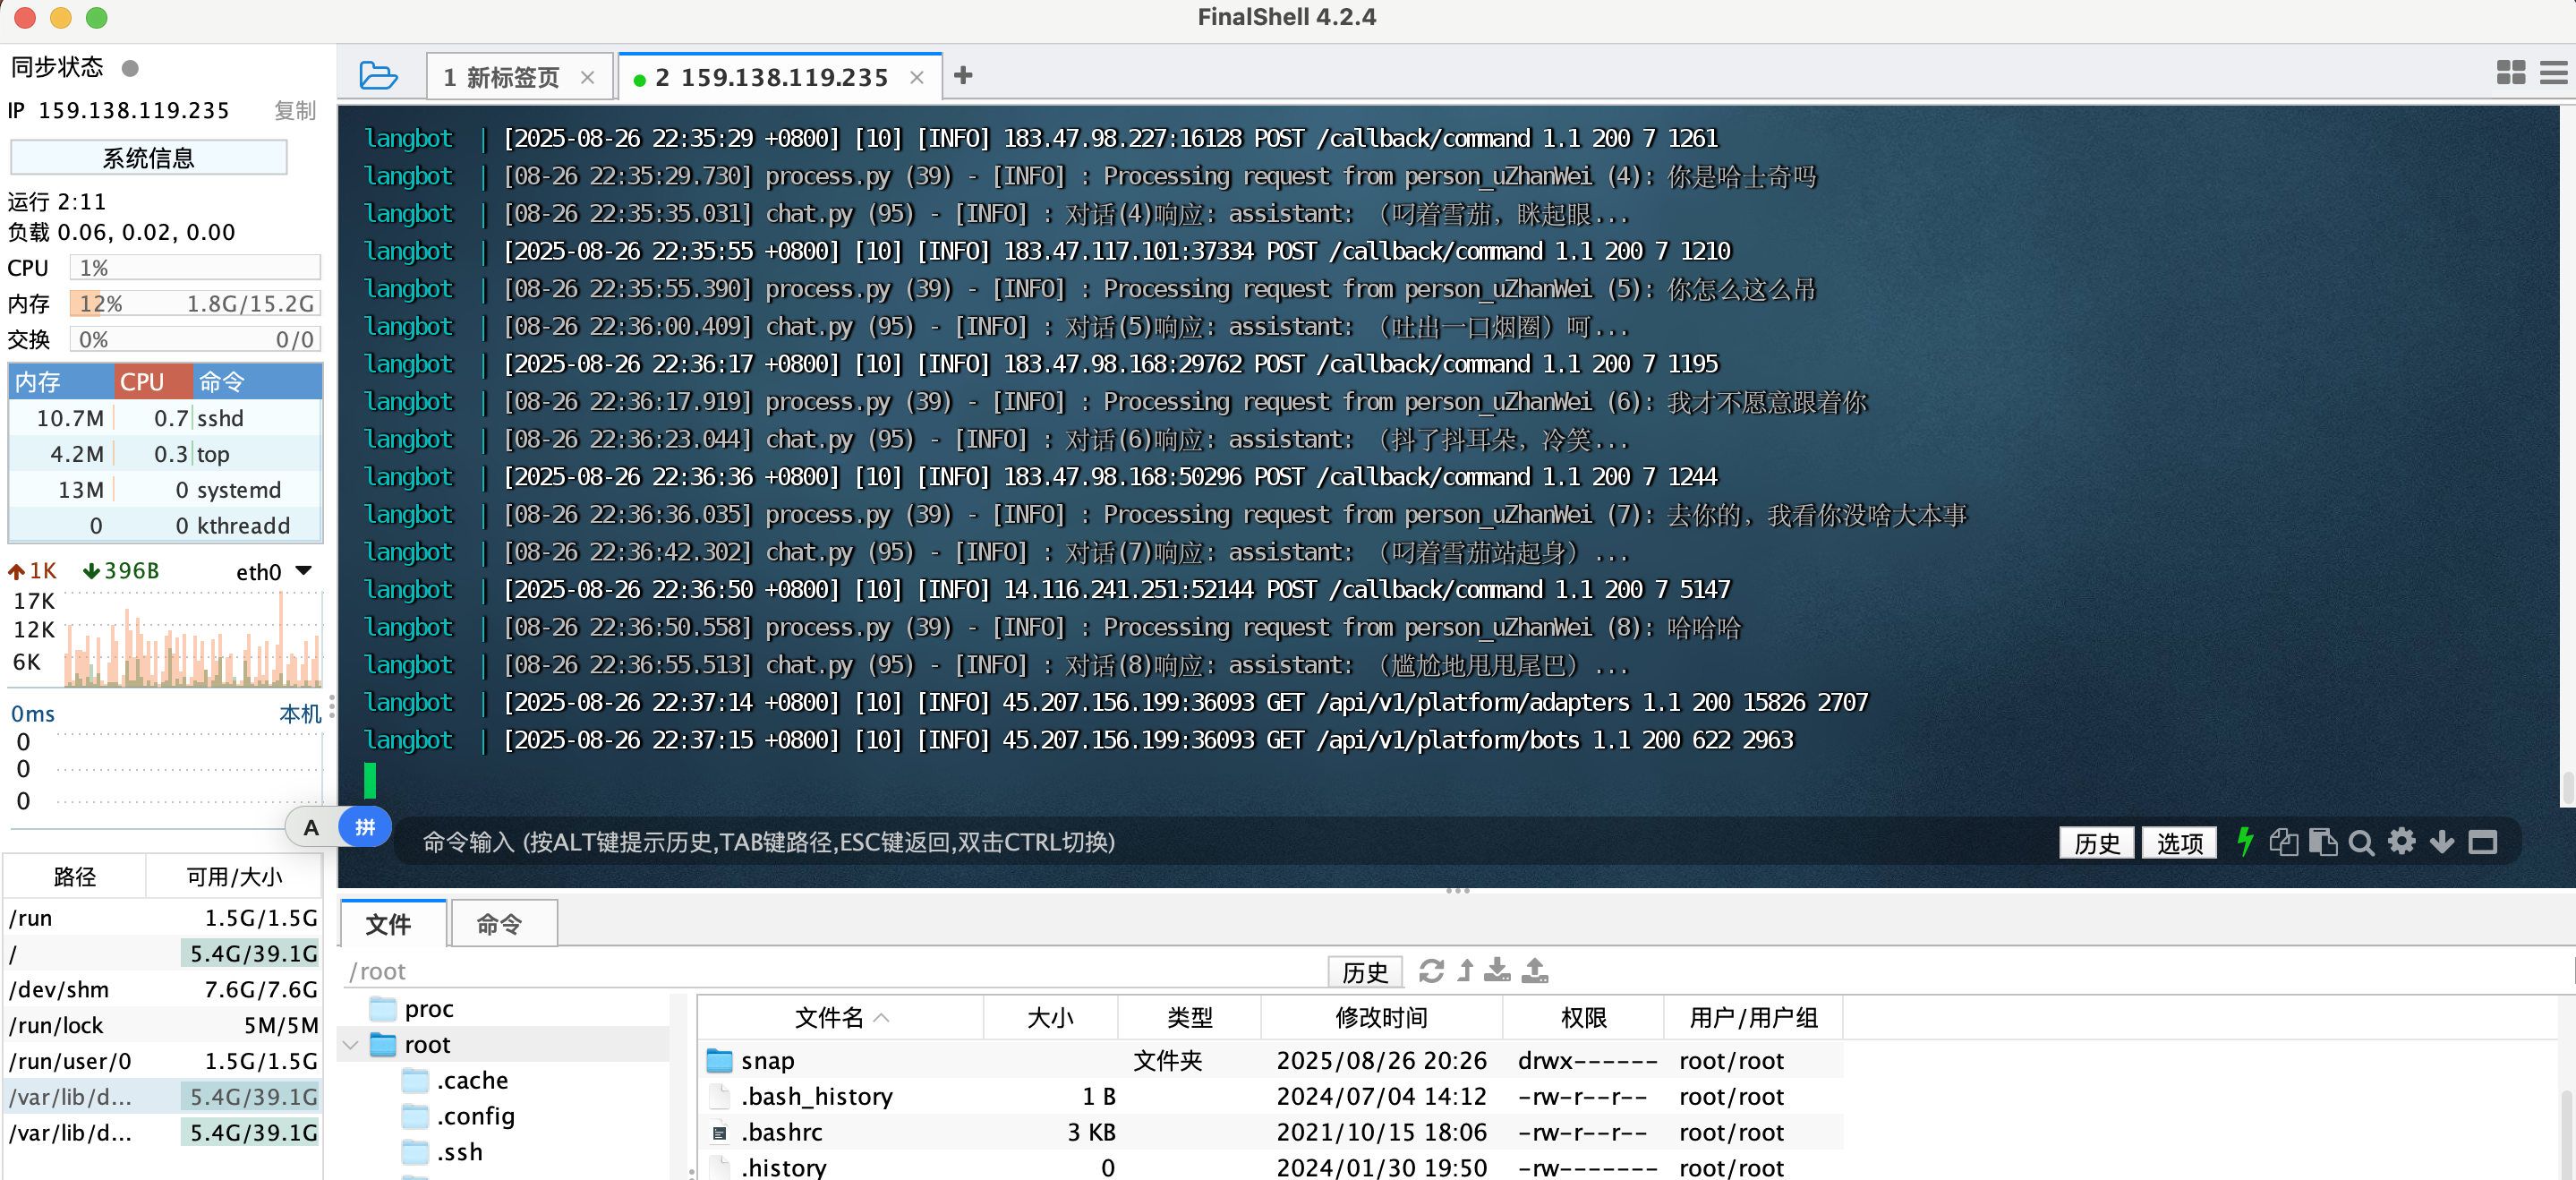 FinalShell 4.2.4
同步状态
IP 159.138.119.235 复制
系统信息
运行 2:11
负载 0.06, 0.02, 0.00
CPU 1%
内存 12% 1.8G/15.2G
交换 0% 0/0
内存 CPU 命令
10.7M 0.7 sshd
4.2M 0.3 top
13M 0 systemd
0 0 kthreadd
1K 396B eth0
17K
12K
6K
0ms 本机
0
0
0
路径 可用/大小
/run 1.5G/1.5G
/ 5.4G/39.1G
/dev/shm 7.6G/7.6G
/run/lock 5M/5M
/run/user/0 1.5G/1.5G
/var/lib/d... 5.4G/39.1G
/var/lib/d... 5.4G/39.1G
A 拼
1 新标签页 ×
2 159.138.119.235 × +
langbot | [2025-08-26 22:35:29 +0800] [10] [INFO] 183.47.98.227:16128 POST /callback/command 1.1 200 7 1261
langbot | [08-26 22:35:29.730] process.py (39) - [INFO] : Processing request from person_uZhanWei (4): 你是哈士奇吗
langbot | [08-26 22:35:35.031] chat.py (95) - [INFO] : 对话(4)响应: assistant: （叼着雪茄，眯起眼...
langbot | [2025-08-26 22:35:55 +0800] [10] [INFO] 183.47.117.101:37334 POST /callback/command 1.1 200 7 1210
langbot | [08-26 22:35:55.390] process.py (39) - [INFO] : Processing request from person_uZhanWei (5): 你怎么这么吊
langbot | [08-26 22:36:00.409] chat.py (95) - [INFO] : 对话(5)响应: assistant: （吐出一口烟圈）呵...
langbot | [2025-08-26 22:36:17 +0800] [10] [INFO] 183.47.98.168:29762 POST /callback/command 1.1 200 7 1195
langbot | [08-26 22:36:17.919] process.py (39) - [INFO] : Processing request from person_uZhanWei (6): 我才不愿意跟着你
langbot | [08-26 22:36:23.044] chat.py (95) - [INFO] : 对话(6)响应: assistant: （抖了抖耳朵，冷笑...
langbot | [2025-08-26 22:36:36 +0800] [10] [INFO] 183.47.98.168:50296 POST /callback/command 1.1 200 7 1244
langbot | [08-26 22:36:36.035] process.py (39) - [INFO] : Processing request from person_uZhanWei (7): 去你的，我看你没啥大本事
langbot | [08-26 22:36:42.302] chat.py (95) - [INFO] : 对话(7)响应: assistant: （叼着雪茄站起身）...
langbot | [2025-08-26 22:36:50 +0800] [10] [INFO] 14.116.241.251:52144 POST /callback/command 1.1 200 7 5147
langbot | [08-26 22:36:50.558] process.py (39) - [INFO] : Processing request from person_uZhanWei (8): 哈哈哈
langbot | [08-26 22:36:55.513] chat.py (95) - [INFO] : 对话(8)响应: assistant: （尴尬地甩甩尾巴）...
langbot | [2025-08-26 22:37:14 +0800] [10] [INFO] 45.207.156.199:36093 GET /api/v1/platform/adapters 1.1 200 15826 2707
langbot | [2025-08-26 22:37:15 +0800] [10] [INFO] 45.207.156.199:36093 GET /api/v1/platform/bots 1.1 200 622 2963
命令输入 (按ALT键提示历史,TAB键路径,ESC键返回,双击CTRL切换) 历史 选项
文件 命令
/root 历史
proc
root
.cache
.config
.ssh
文件名 大小 类型 修改时间 权限 用户/用户组
snap 文件夹 2025/08/26 20:26 drwx------ root/root
.bash_history 1 B 2024/07/04 14:12 -rw-r--r-- root/root
.bashrc 3 KB 2021/10/15 18:06 -rw-r--r-- root/root
.history 0 2024/01/30 19:50 -rw------- root/root